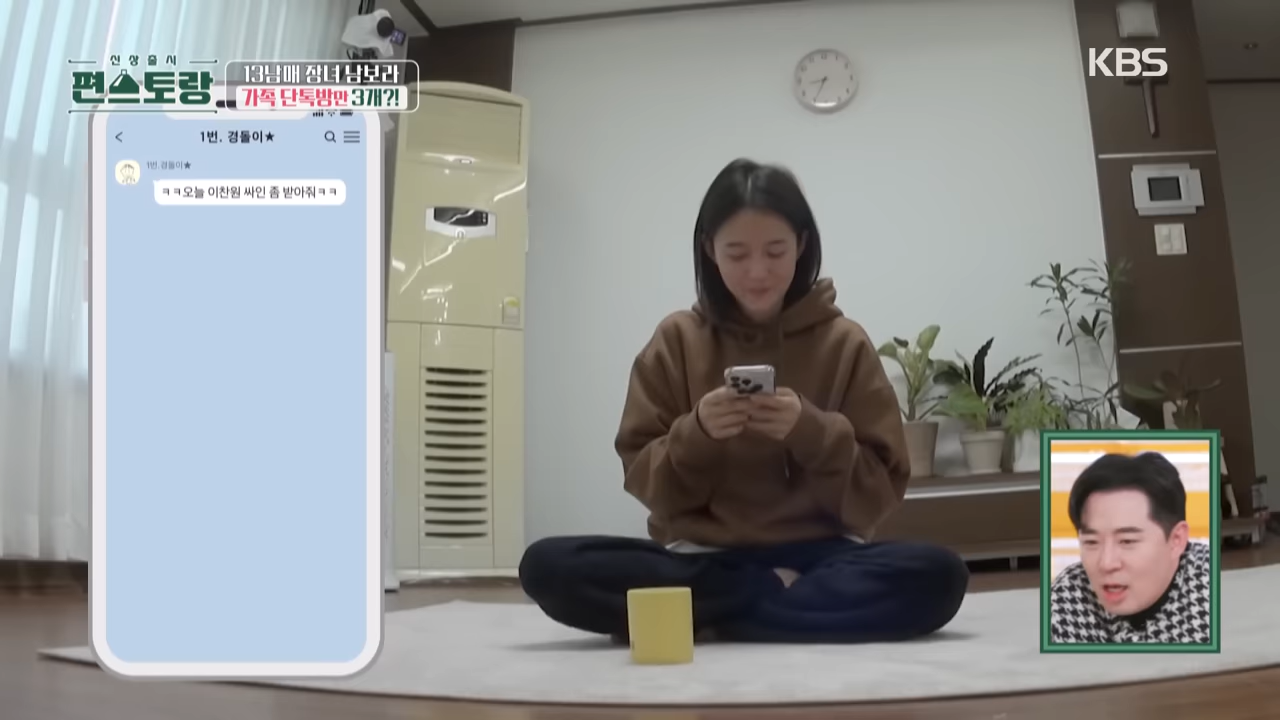 신상출시
편스토랑
13남매 장녀 남보라
가족 단톡방만 3개?!
KBS
1번. 경돌이★
1번.경돌이★
ㅋㅋ오늘 이찬원 싸인 좀 받아줘ㅋㅋ